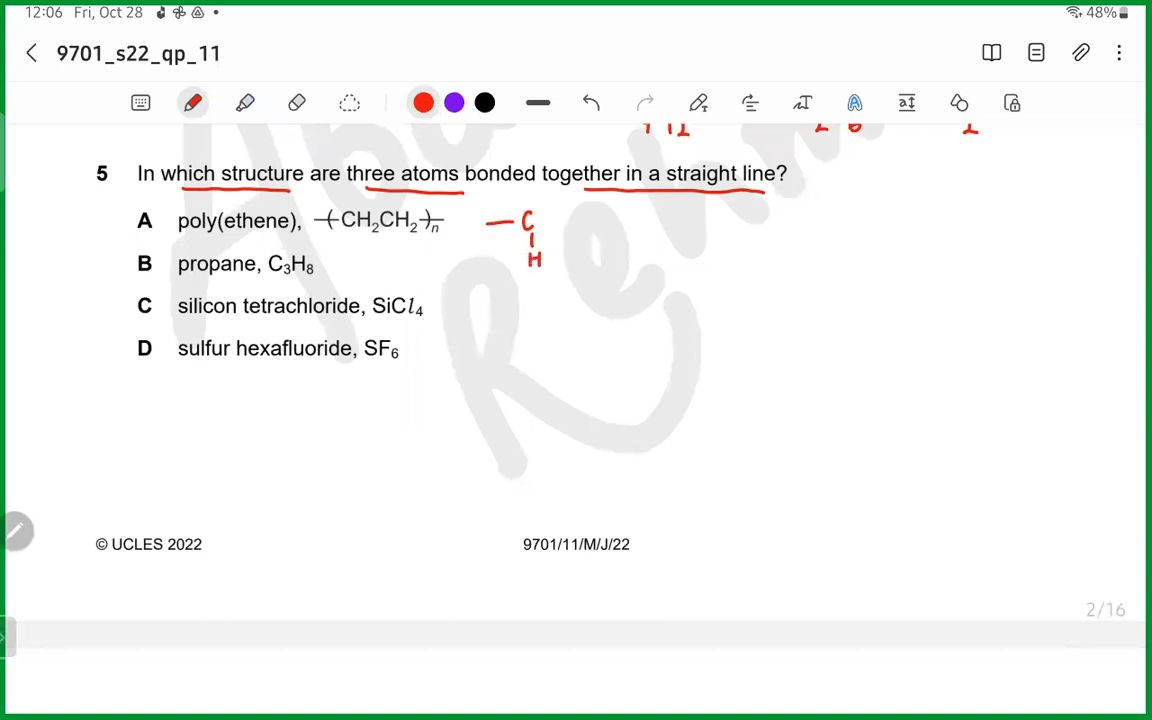 12:06 Fri, Oct 28
48%
9701_s22_qp_11
5 In which structure are three atoms bonded together in a straight line?
A poly(ethene), -(CH₂CH₂)-ₙ — C
H
B propane, C₃H₈
C silicon tetrachloride, SiCl₄
D sulfur hexafluoride, SF₆
© UCLES 2022 9701/11/M/J/22
2/16